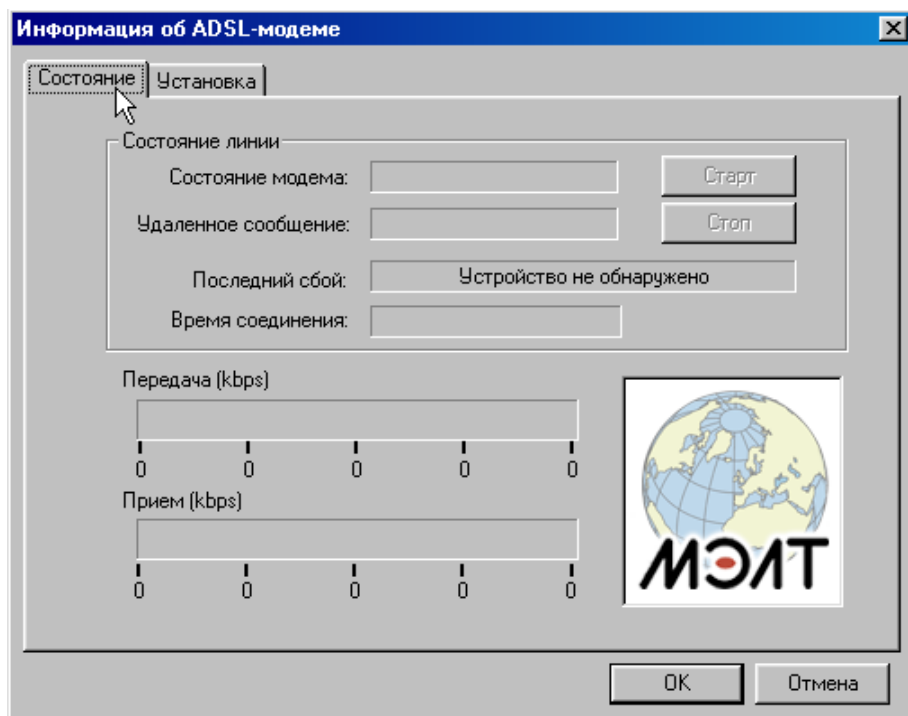 Информация об ADSL-модеме
Состояние Установка
Состояние линии
Состояние модема: Старт
Удаленное сообщение: Стоп
Последний сбой: Устройство не обнаружено
Время соединения:
Передача (kbps)
0 0 0 0 0
Прием (kbps)
0 0 0 0 0
МЭЛТ
OK Отмена